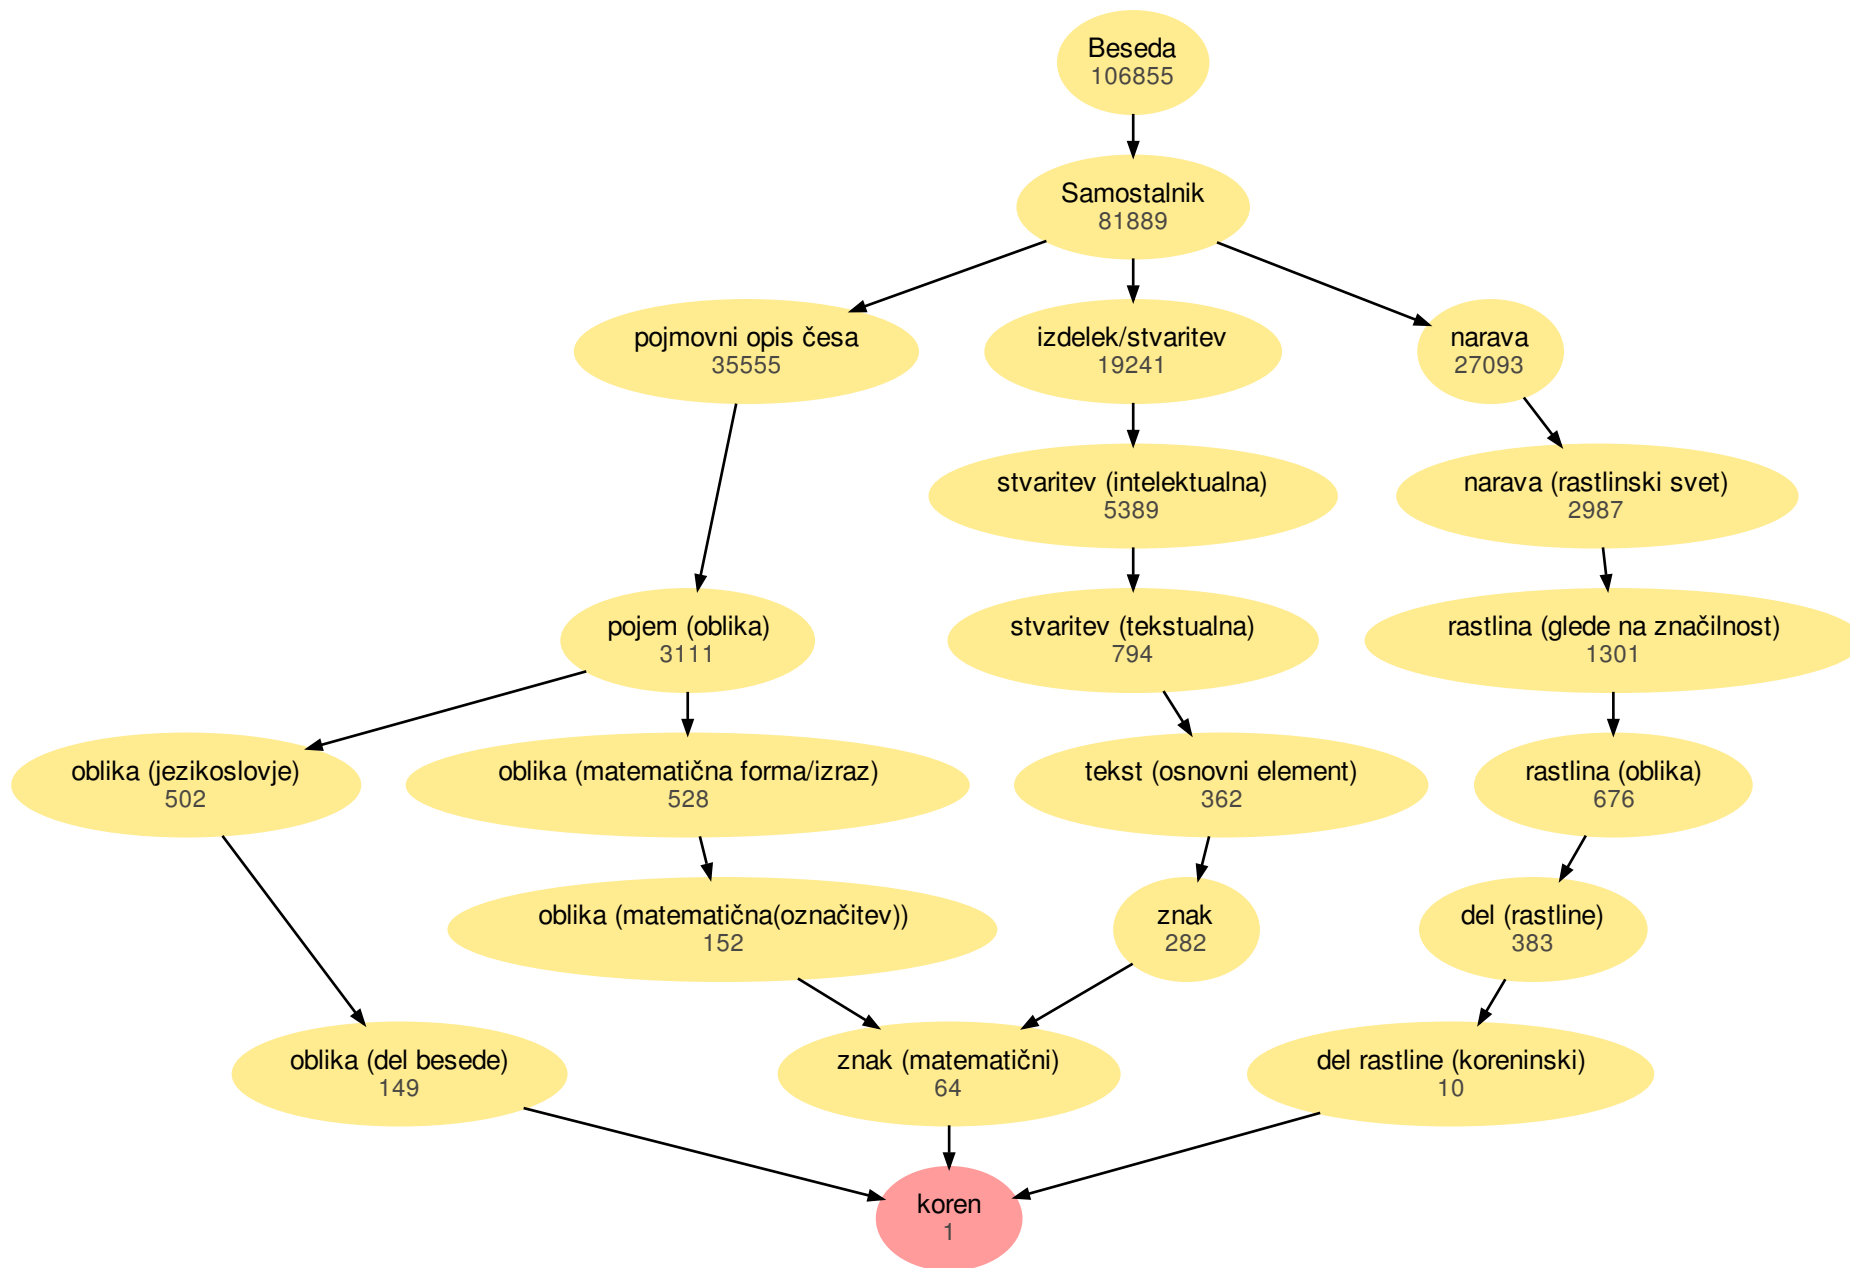 Beseda
106855
Samostalnik
81889
pojmovni opis česa
35555
izdelek/stvaritev
19241
narava
27093
stvaritev (intelektualna)
5389
narava (rastlinski svet)
2987
pojem (oblika)
3111
stvaritev (tekstualna)
794
rastlina (glede na značilnost)
1301
oblika (jezikoslovje)
502
oblika (matematična forma/izraz)
528
tekst (osnovni element)
362
rastlina (oblika)
676
oblika (matematična(označitev))
152
znak
282
del (rastline)
383
oblika (del besede)
149
znak (matematični)
64
del rastline (koreninski)
10
koren
1